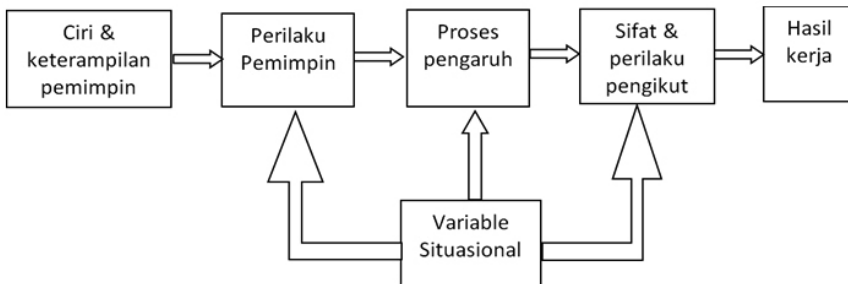 Ciri &
keterampilan
pemimpin
Perilaku
Pemimpin
Proses
pengaruh
Sifat &
perilaku
pengikut
Hasil
kerja
Variable
Situasional